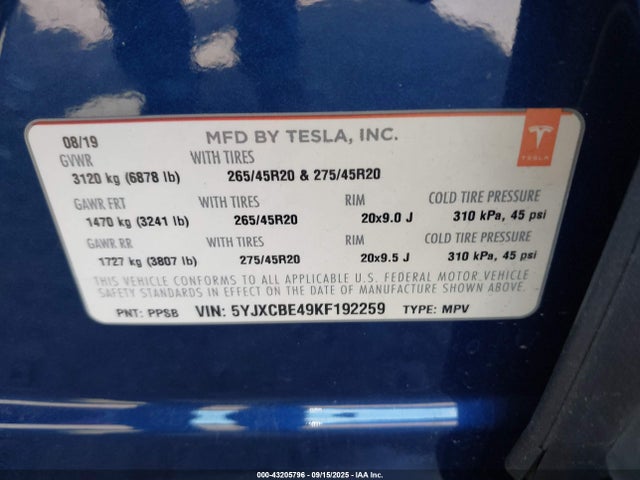 08/19 MFD BY TESLA, INC.
TESLA
GVWR WITH TIRES
3120 kg (6878 lb) 265/45R20 & 275/45R20
GAWR FRT WITH TIRES RIM COLD TIRE PRESSURE
1470 kg (3241 lb) 265/45R20 20x9.0 J 310 kPa, 45 psi
GAWR RR WITH TIRES RIM COLD TIRE PRESSURE
1727 kg (3807 lb) 275/45R20 20x9.5 J 310 kPa, 45 psi
THIS VEHICLE CONFORMS TO ALL APPLICABLE U.S. FEDERAL MOTOR VEHICLE
SAFETY STANDARDS IN EFFECT ON THE DATE OF MANUFACTURE SHOWN ABOVE.
PNT: PPSB VIN: 5YJXCBE49KF192259 TYPE: MPV
000-43205796 - 09/15/2025 - IAA Inc.